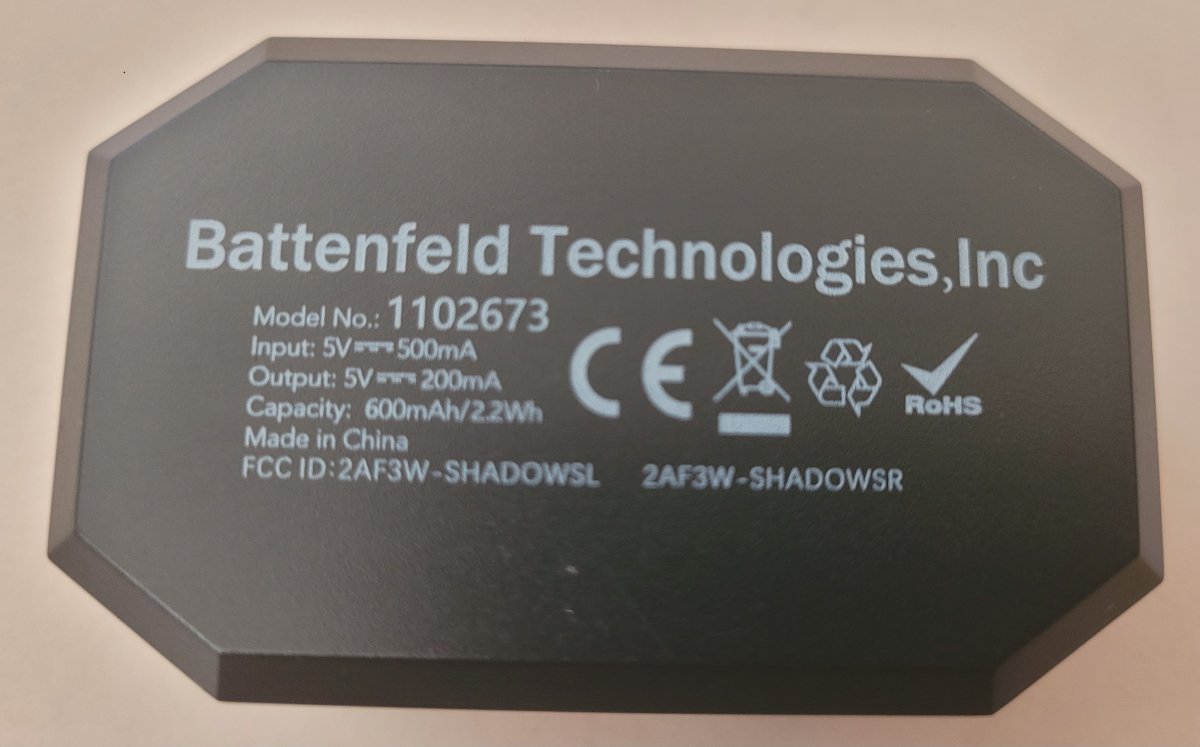 Battenfeld Technologies,Inc
Model No.: 1102673
Input: 5V⎓500mA
Output: 5V⎓200mA
Capacity: 600mAh/2.2Wh
Made in China
FCC ID:2AF3W-SHADOWSL 2AF3W-SHADOWSR
CE
RoHS